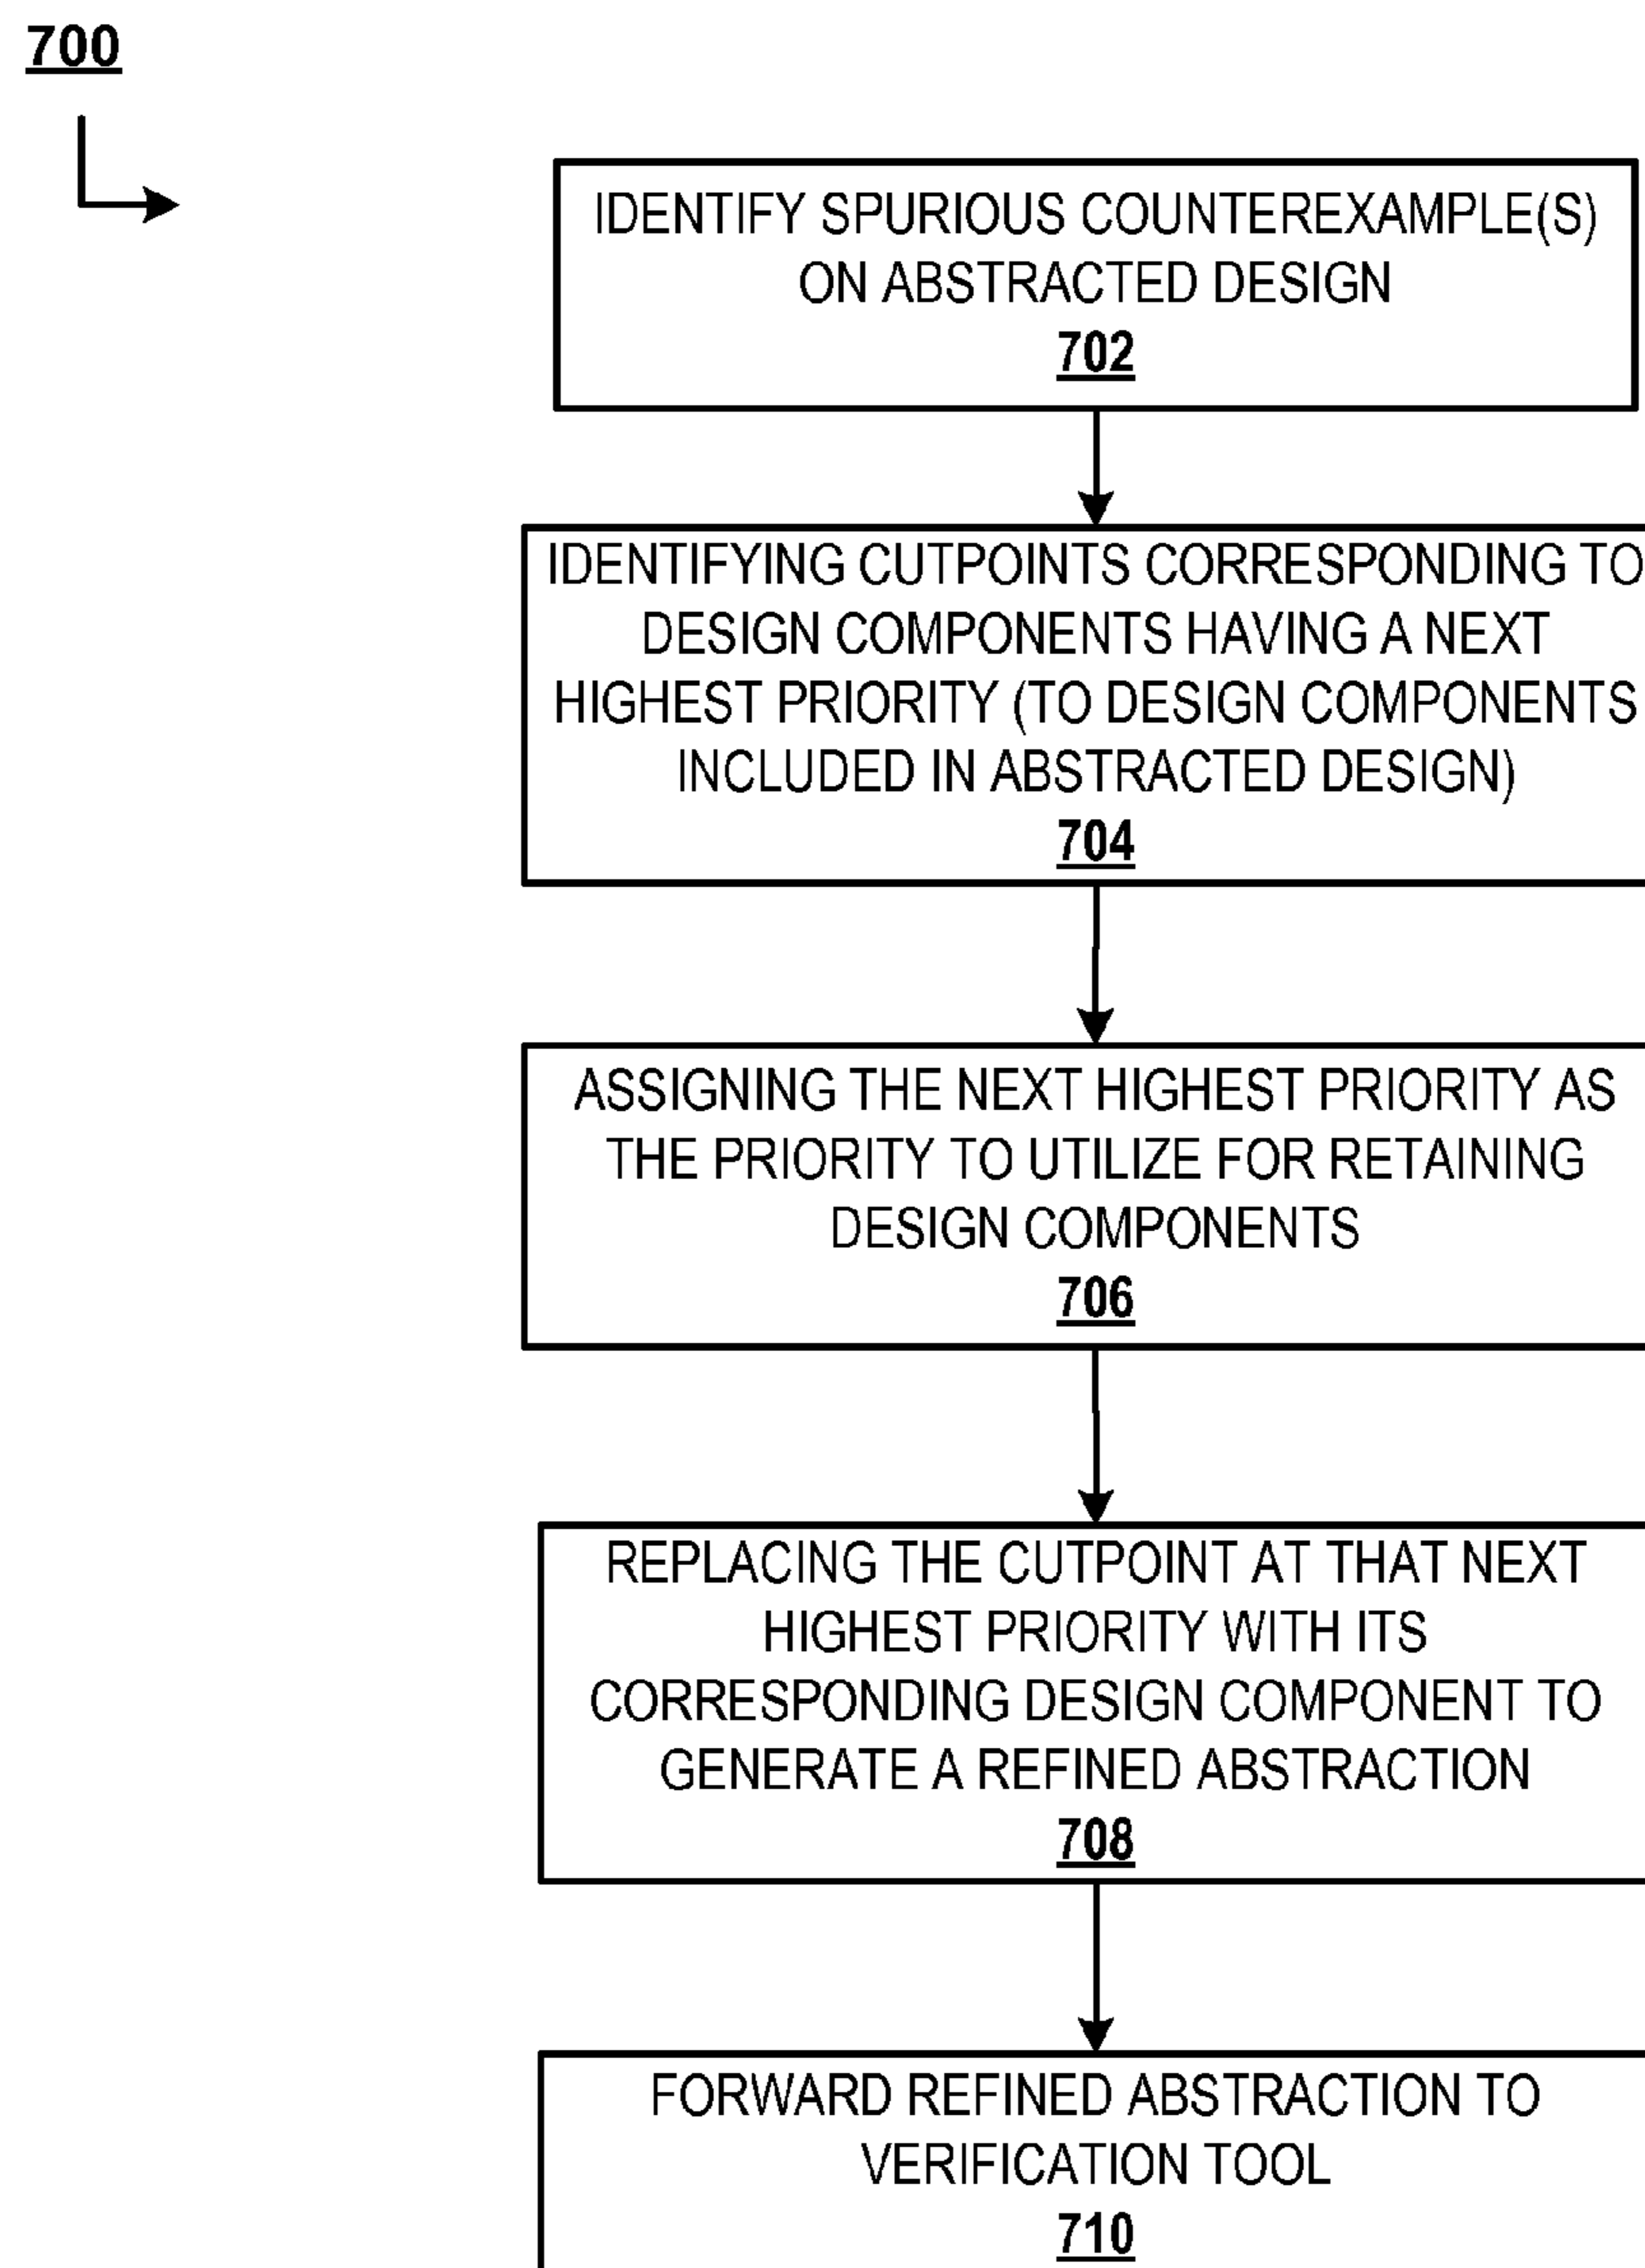 700
IDENTIFY SPURIOUS COUNTEREXAMPLE(S)
ON ABSTRACTED DESIGN
702
IDENTIFYING CUTPOINTS CORRESPONDING TO
DESIGN COMPONENTS HAVING A NEXT
HIGHEST PRIORITY (TO DESIGN COMPONENTS
INCLUDED IN ABSTRACTED DESIGN)
704
ASSIGNING THE NEXT HIGHEST PRIORITY AS
THE PRIORITY TO UTILIZE FOR RETAINING
DESIGN COMPONENTS
706
REPLACING THE CUTPOINT AT THAT NEXT
HIGHEST PRIORITY WITH ITS
CORRESPONDING DESIGN COMPONENT TO
GENERATE A REFINED ABSTRACTION
708
FORWARD REFINED ABSTRACTION TO
VERIFICATION TOOL
710